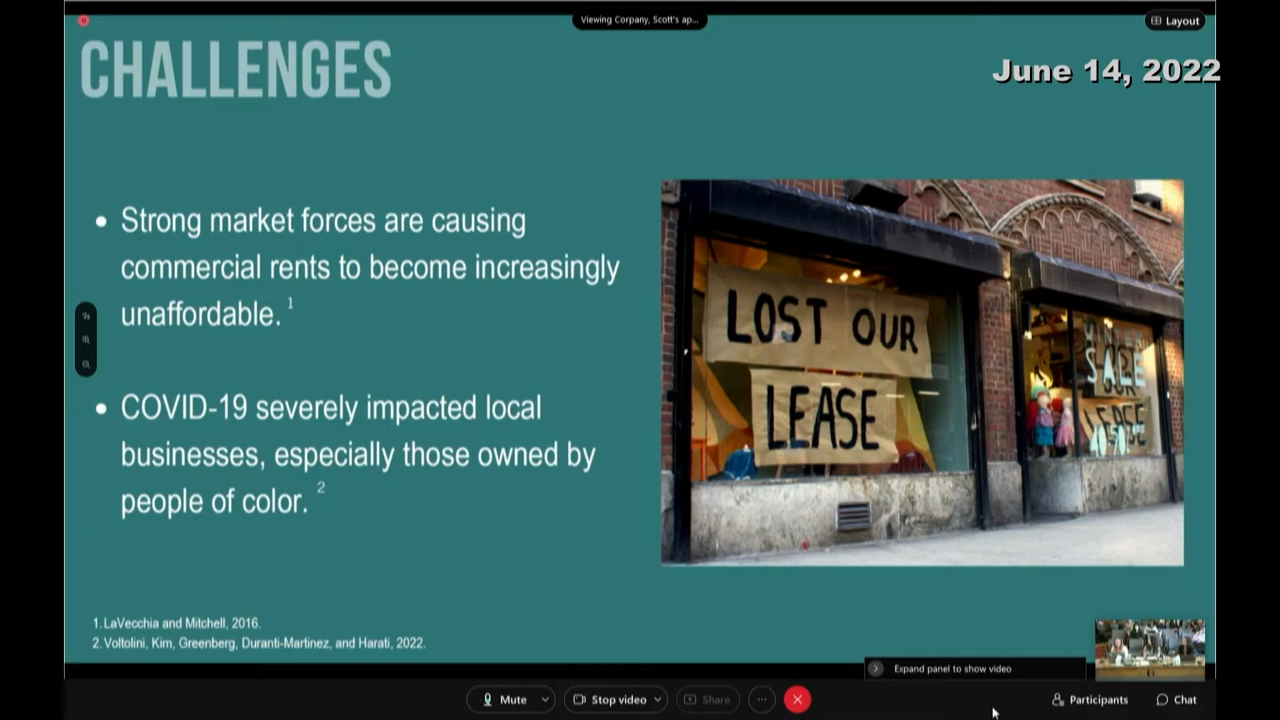 Viewing Corpany, Scott's ap...
Layout
CHALLENGES
June 14, 2022
• Strong market forces are causing
commercial rents to become increasingly
unaffordable. 1
• COVID-19 severely impacted local
businesses, especially those owned by
people of color. 2
LOST OUR
LEASE
SALE
1. LaVecchia and Mitchell, 2016.
2. Voltolini, Kim, Greenberg, Duranti-Martinez, and Harati, 2022.
Expand panel to show video
Mute
Stop video
Share
Participants
Chat